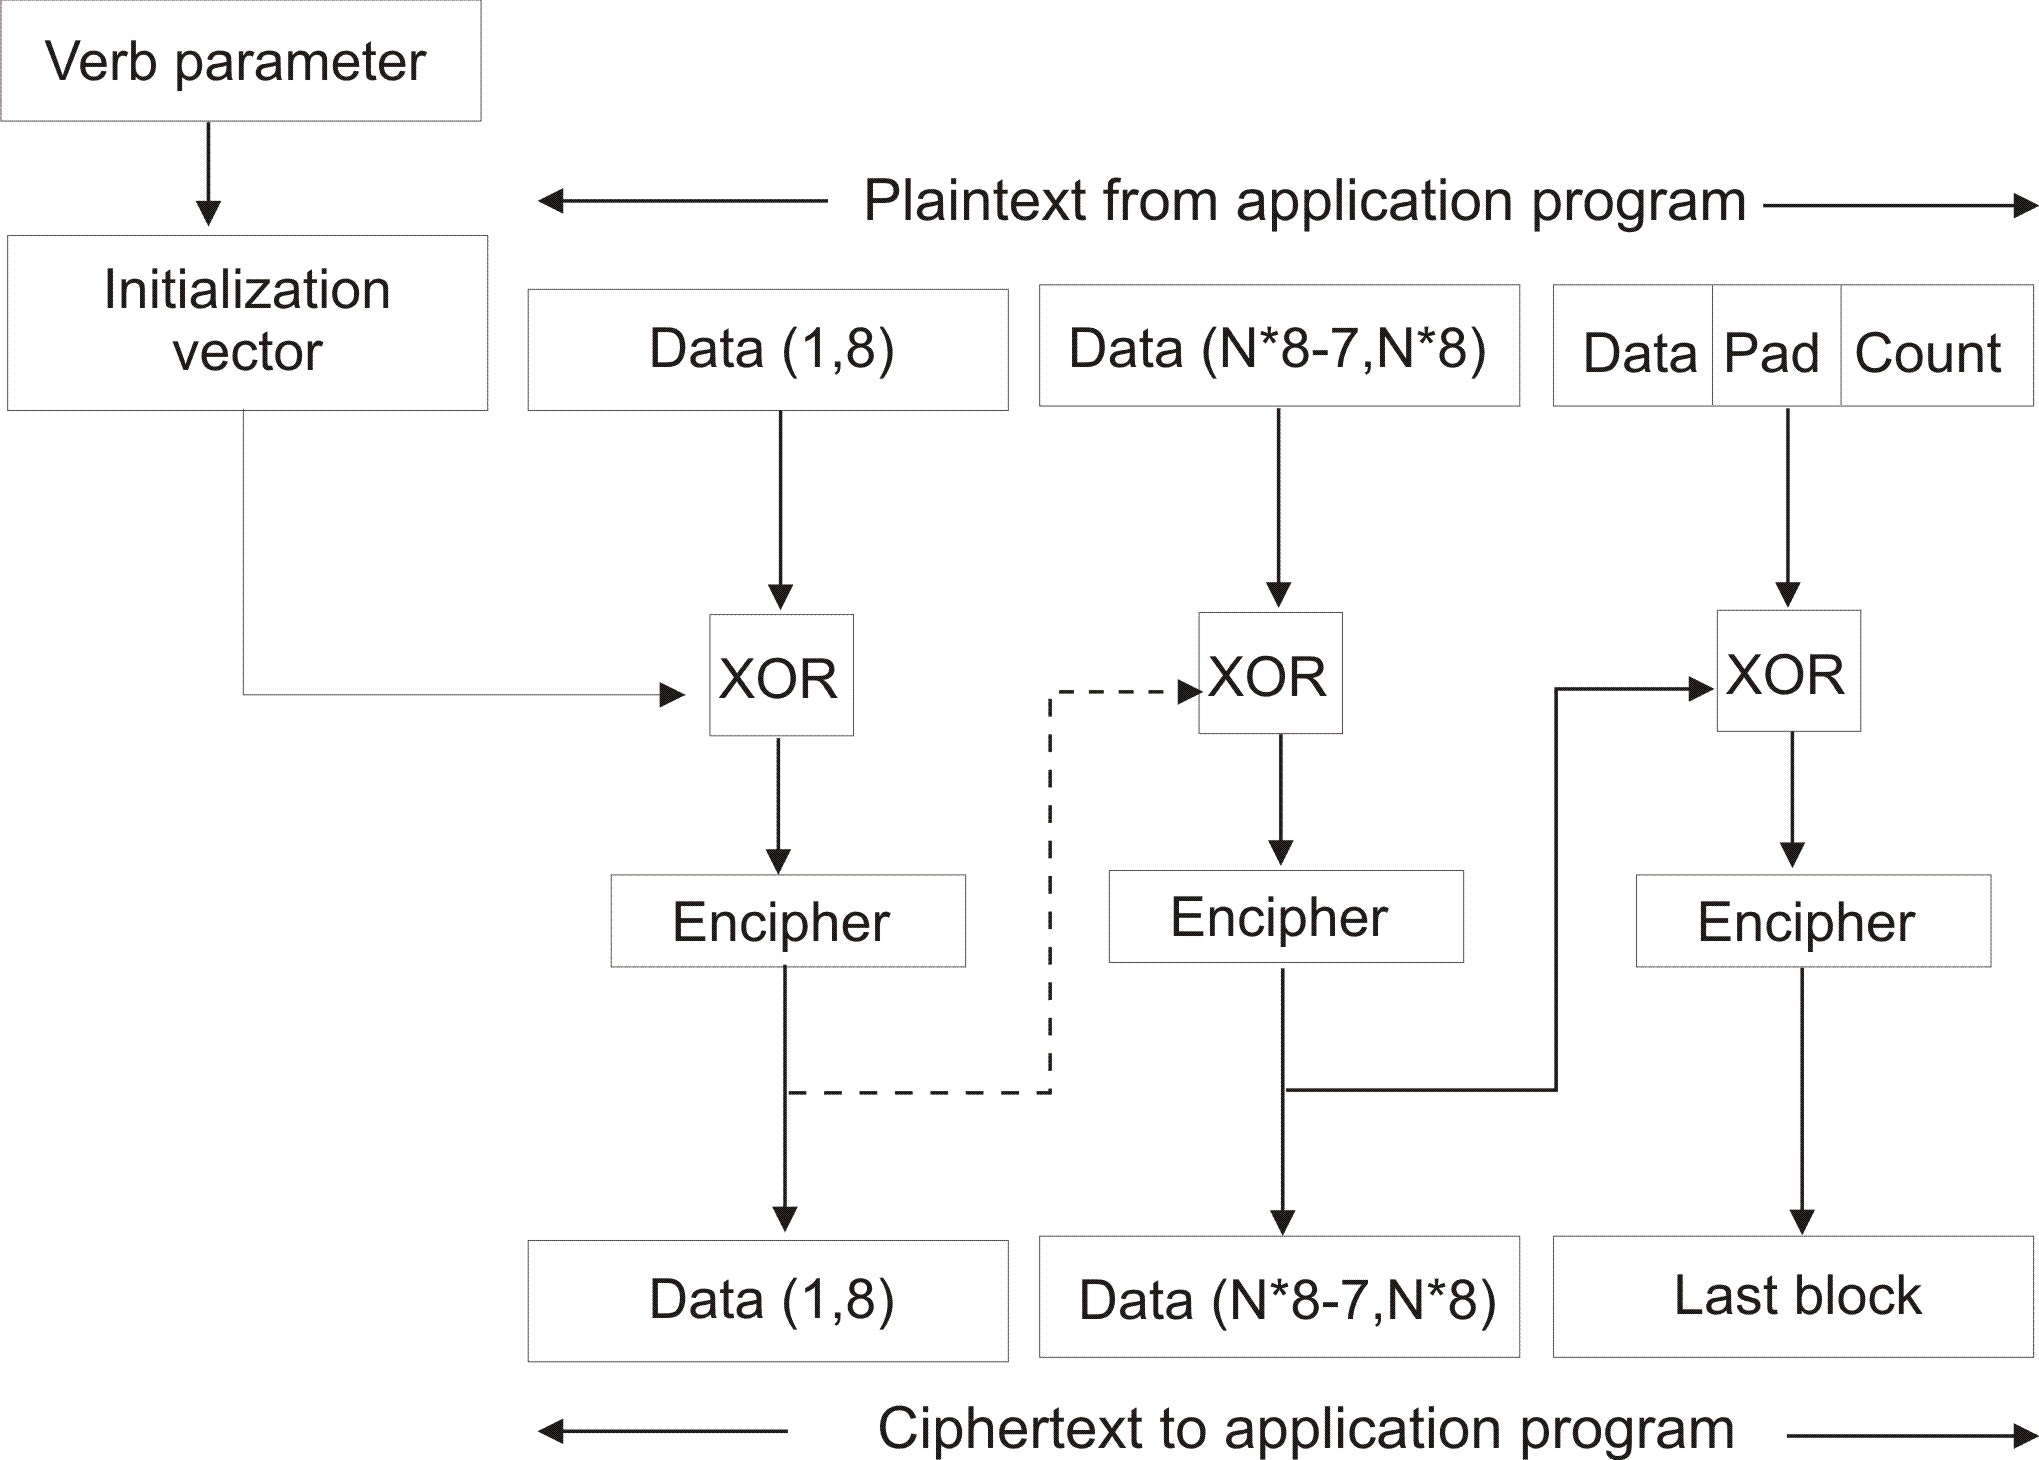 Verb parameter
Plaintext from application program
Initialization
vector
Data (1,8)
Data (N*8-7,N*8)
Data
Pad
Count
XOR
XOR
XOR
Encipher
Encipher
Encipher
Data (1,8)
Data (N*8-7,N*8)
Last block
Ciphertext to application program